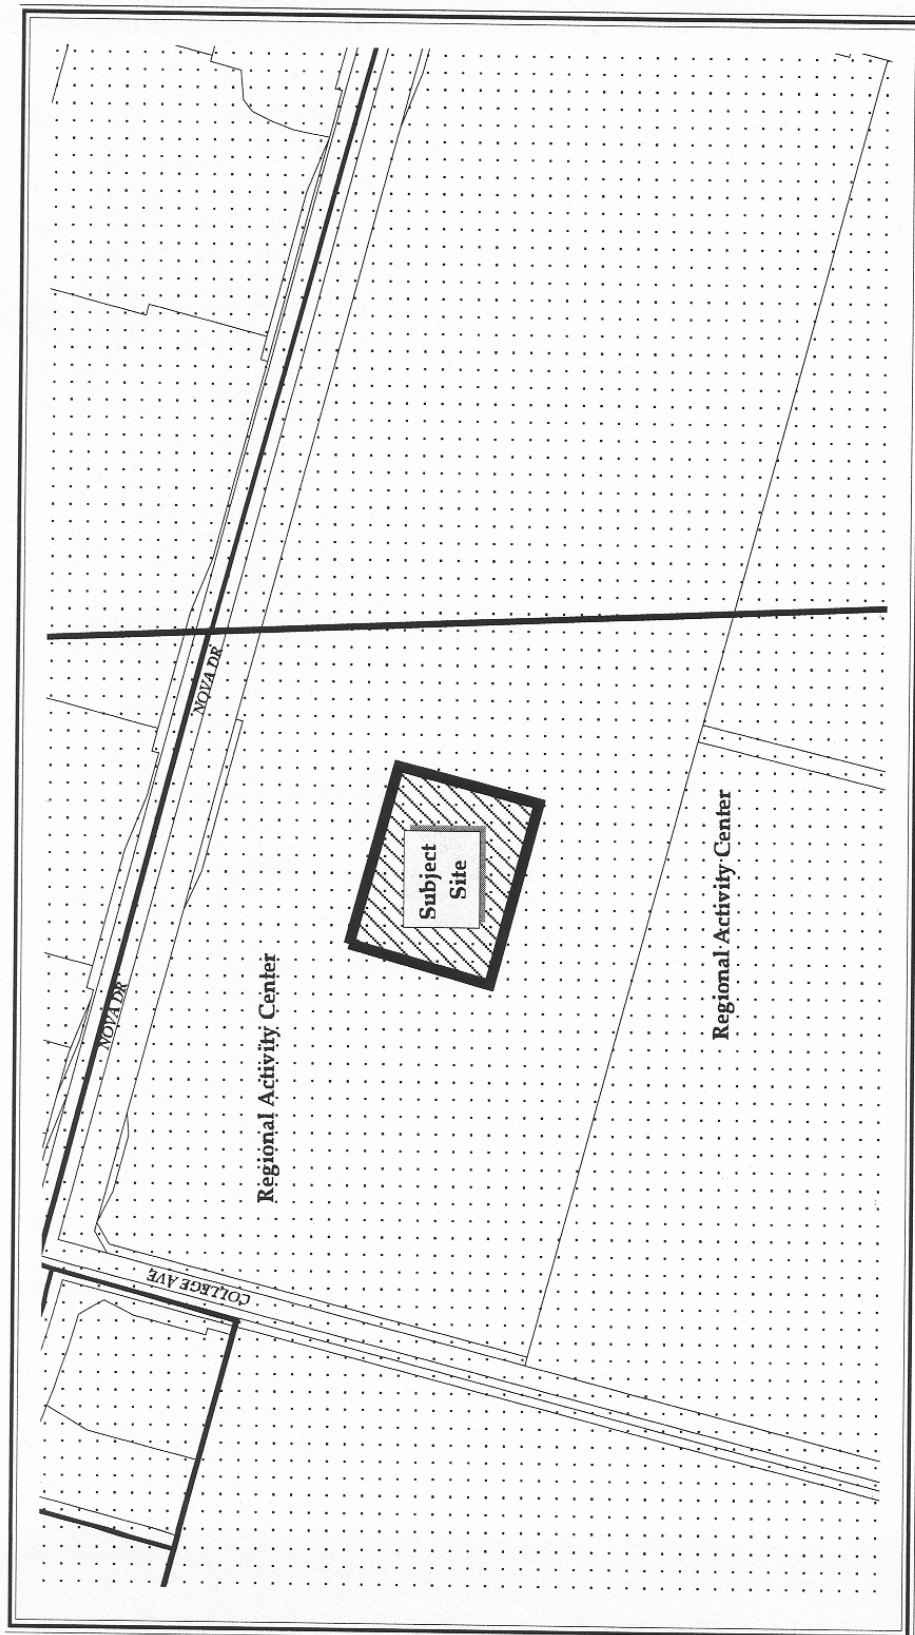 NOVA DR
NOVA DR
COLLEGE AVE
Subject
Site
Regional Activity Center
Regional Activity Center